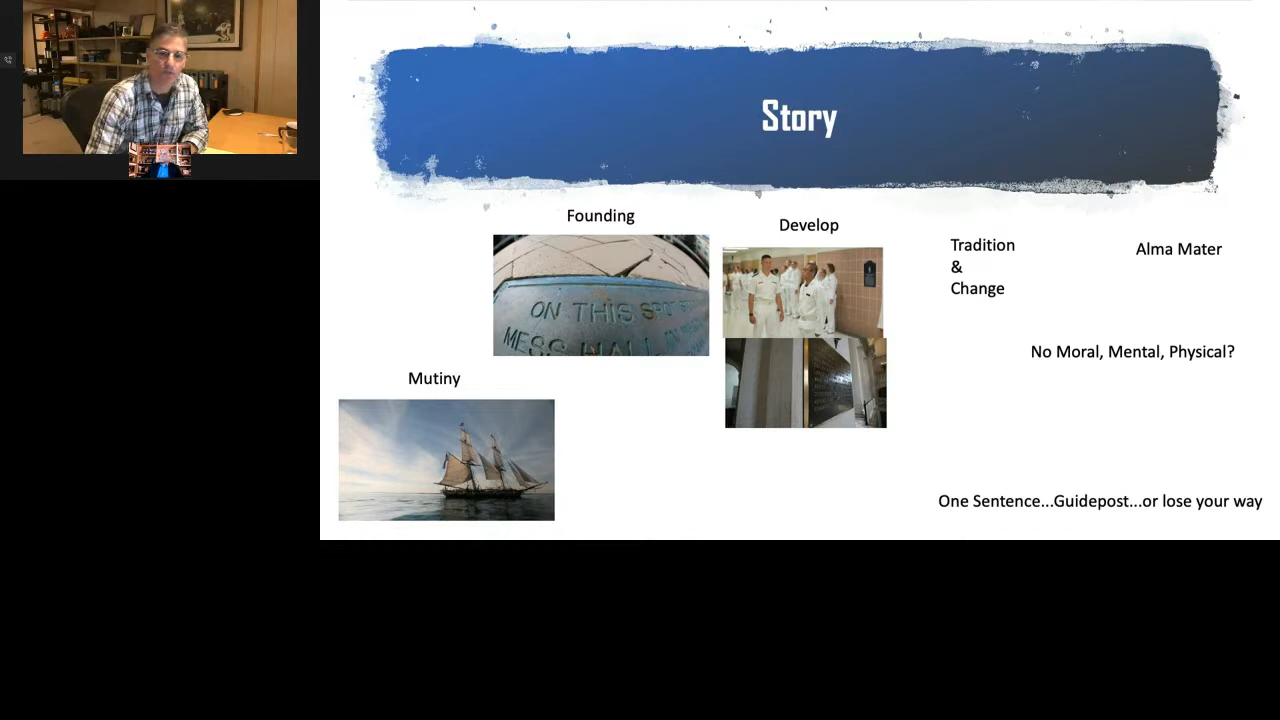 Story
Founding
Develop
Tradition
&
Change
Alma Mater
ON THIS SPOT
MESS HALL
No Moral, Mental, Physical?
Mutiny
One Sentence...Guidepost...or lose your way